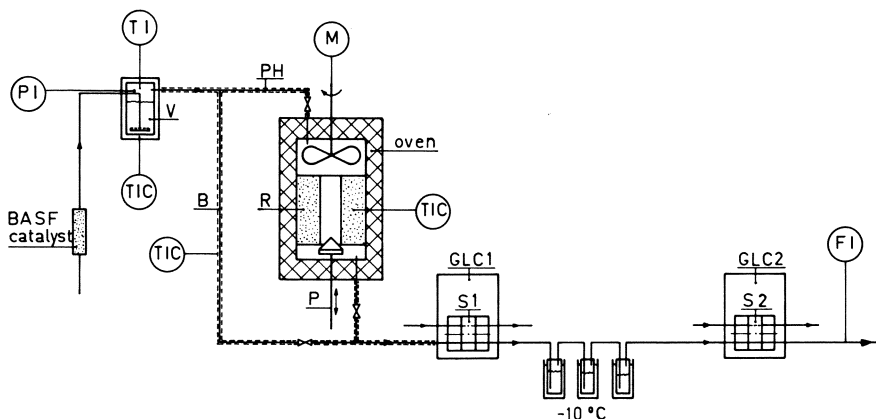 TI
M
PI
PH
V
oven
TIC
B
R
TIC
BASF
catalyst
TIC
P
GLC1
S1
GLC2
S2
FI
-10 °C